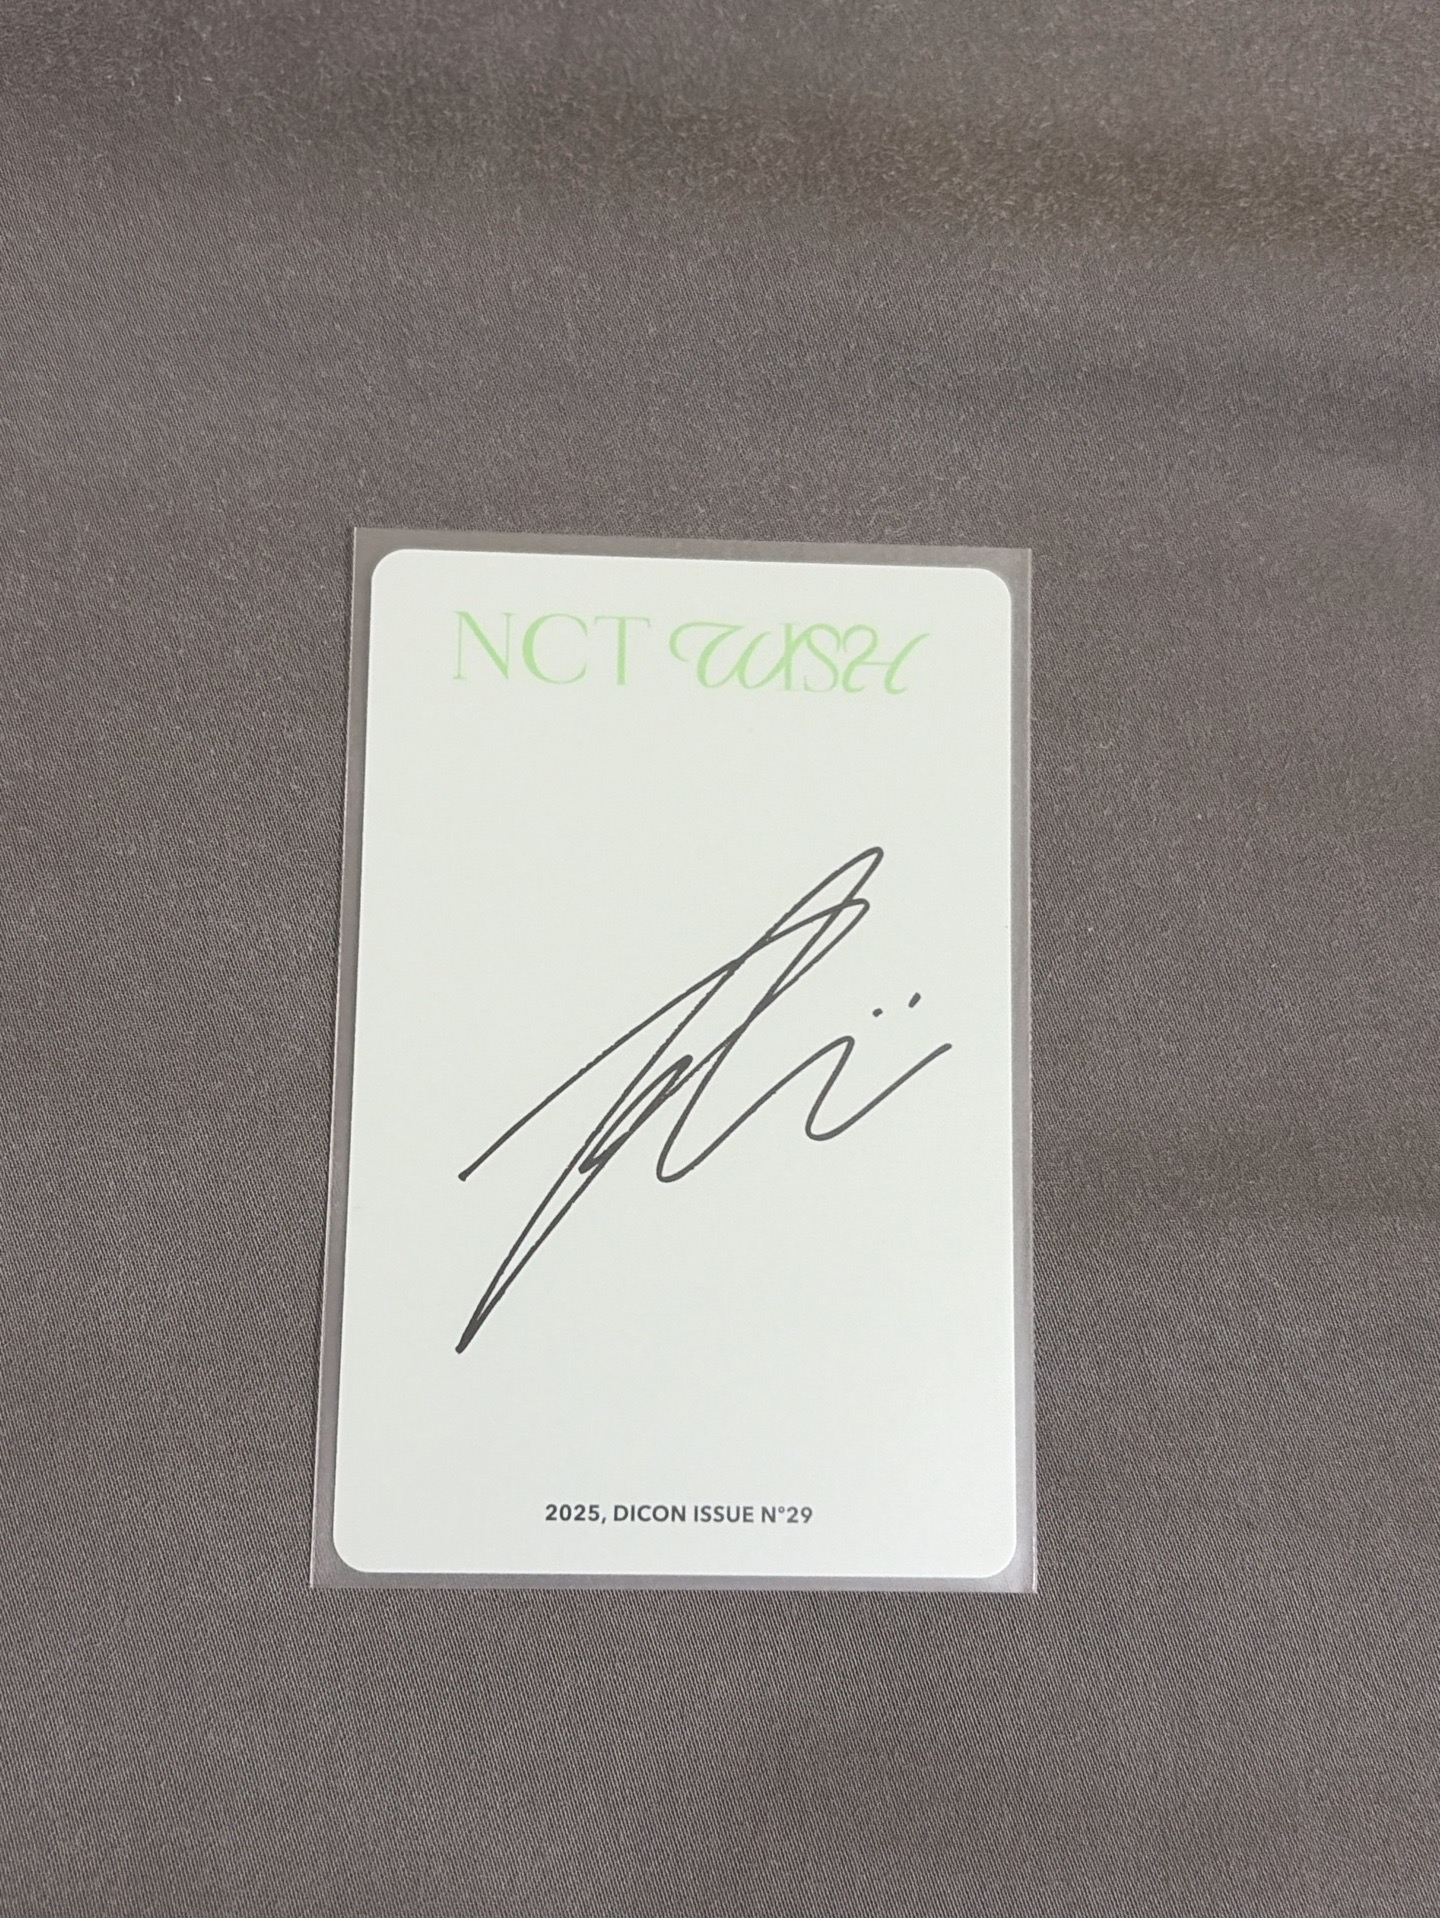 NCT WISH
2025, DICON ISSUE N°29